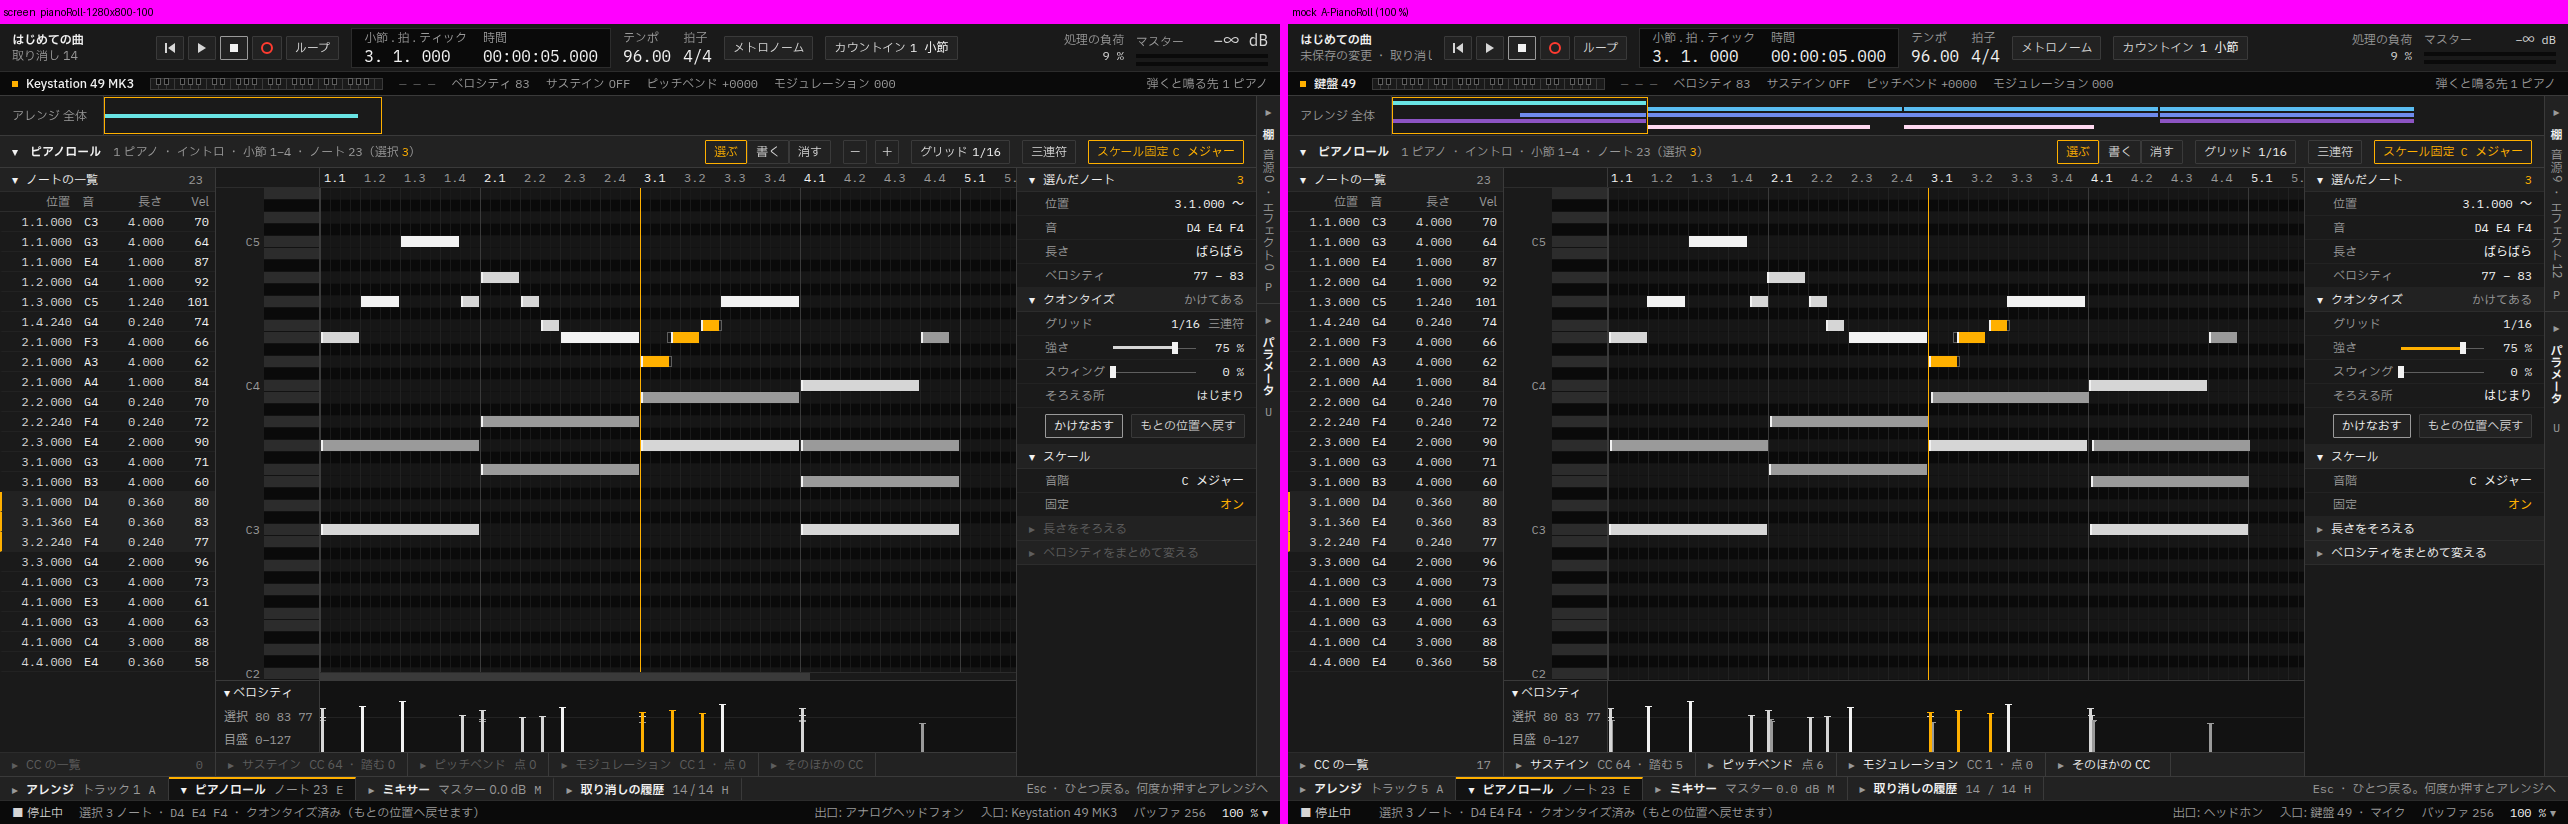 screen pianoRoll-1280x800-100
はじめての曲
取り消し 14
ループ
小節 . 拍 . ティック 時間
3. 1. 000 00:00:05.000
テンポ 拍子
96.00 4/4
メトロノーム
カウントイン 1 小節
処理の負荷
9 %
マスター −∞ dB
Keystation 49 MK3 — — — ベロシティ 83 サステイン OFF ピッチベンド +0000 モジュレーション 000 弾くと鳴る先 1 ピアノ
アレンジ 全体
▾ ピアノロール 1 ピアノ · イントロ · 小節 1–4 · ノート 23（選択 3） 選ぶ 書く 消す − + グリッド 1/16 三連符 スケール固定 C メジャー
▾ ノートの一覧 23
位置 音 長さ Vel
1.1.000 C3 4.000 70
1.1.000 G3 4.000 64
1.1.000 E4 1.000 87
1.2.000 G4 1.000 92
1.3.000 C5 1.240 101
1.4.240 G4 0.240 74
2.1.000 F3 4.000 66
2.1.000 A3 4.000 62
2.1.000 A4 1.000 84
2.2.000 G4 0.240 70
2.2.240 F4 0.240 72
2.3.000 E4 2.000 90
3.1.000 G3 4.000 71
3.1.000 B3 4.000 60
3.1.000 D4 0.360 80
3.1.360 E4 0.360 83
3.2.240 F4 0.240 77
3.3.000 G4 2.000 96
4.1.000 C3 4.000 73
4.1.000 E3 4.000 61
4.1.000 G3 4.000 63
4.1.000 C4 3.000 88
4.4.000 E4 0.360 58
1.1 1.2 1.3 1.4 2.1 2.2 2.3 2.4 3.1 3.2 3.3 3.4 4.1 4.2 4.3 4.4 5.1 5.
C5
C4
C3
C2
▾ ベロシティ
選択 80 83 77
目盛 0–127
▾ 選んだノート 3
位置 3.1.000 〜
音 D4 E4 F4
長さ ばらばら
ベロシティ 77 – 83
▾ クオンタイズ かけてある
グリッド 1/16 三連符
強さ 75 %
スウィング 0 %
そろえる所 はじまり
かけなおす もとの位置へ戻す
▾ スケール
音階 C メジャー
固定 オン
▸ 長さをそろえる
▸ ベロシティをまとめて変える
▸ 棚 音源 0 · エフェクト 0 P
▸ パラメータ U
▸ CC の一覧 0 ▸ サステイン CC 64 · 踏む 0 ▸ ピッチベンド 点 0 ▸ モジュレーション CC 1 · 点 0 ▸ そのほかの CC
▸ アレンジ トラック 1 A ▾ ピアノロール ノート 23 E ▸ ミキサー マスター 0.0 dB M ▸ 取り消しの履歴 14 / 14 H Esc · ひとつ戻る。何度か押すとアレンジへ
■ 停止中 選択 3 ノート · D4 E4 F4 · クオンタイズ済み（もとの位置へ戻せます） 出口: アナログヘッドフォン 入口: Keystation 49 MK3 バッファ 256 100 % ▾
mock A-PianoRoll (100 %)
はじめての曲
未保存の変更 · 取り消し
ループ
小節 . 拍 . ティック 時間
3. 1. 000 00:00:05.000
テンポ 拍子
96.00 4/4
メトロノーム
カウントイン 1 小節
処理の負荷
9 %
マスター −∞ dB
鍵盤 49 — — — ベロシティ 83 サステイン OFF ピッチベンド +0000 モジュレーション 000 弾くと鳴る先 1 ピアノ
アレンジ 全体
▾ ピアノロール 1 ピアノ · イントロ · 小節 1–4 · ノート 23（選択 3） 選ぶ 書く 消す グリッド 1/16 三連符 スケール固定 C メジャー
▾ ノートの一覧 23
位置 音 長さ Vel
1.1.000 C3 4.000 70
1.1.000 G3 4.000 64
1.1.000 E4 1.000 87
1.2.000 G4 1.000 92
1.3.000 C5 1.240 101
1.4.240 G4 0.240 74
2.1.000 F3 4.000 66
2.1.000 A3 4.000 62
2.1.000 A4 1.000 84
2.2.000 G4 0.240 70
2.2.240 F4 0.240 72
2.3.000 E4 2.000 90
3.1.000 G3 4.000 71
3.1.000 B3 4.000 60
3.1.000 D4 0.360 80
3.1.360 E4 0.360 83
3.2.240 F4 0.240 77
3.3.000 G4 2.000 96
4.1.000 C3 4.000 73
4.1.000 E3 4.000 61
4.1.000 G3 4.000 63
4.1.000 C4 3.000 88
4.4.000 E4 0.360 58
1.1 1.2 1.3 1.4 2.1 2.2 2.3 2.4 3.1 3.2 3.3 3.4 4.1 4.2 4.3 4.4 5.1 5.
C5
C4
C3
C2
▾ ベロシティ
選択 80 83 77
目盛 0–127
▾ 選んだノート 3
位置 3.1.000 〜
音 D4 E4 F4
長さ ばらばら
ベロシティ 77 – 83
▾ クオンタイズ かけてある
グリッド 1/16
強さ 75 %
スウィング 0 %
そろえる所 はじまり
かけなおす もとの位置へ戻す
▾ スケール
音階 C メジャー
固定 オン
▸ 長さをそろえる
▸ ベロシティをまとめて変える
▸ 棚 音源 9 · エフェクト 12 P
▸ パラメータ U
▸ CC の一覧 17 ▸ サステイン CC 64 · 踏む 5 ▸ ピッチベンド 点 6 ▸ モジュレーション CC 1 · 点 0 ▸ そのほかの CC
▸ アレンジ トラック 5 A ▾ ピアノロール ノート 23 E ▸ ミキサー マスター 0.0 dB M ▸ 取り消しの履歴 14 / 14 H Esc · ひとつ戻る。何度か押すとアレンジへ
■ 停止中 選択 3 ノート · D4 E4 F4 · クオンタイズ済み（もとの位置へ戻せます） 出口: ヘッドホン 入口: 鍵盤 49 · マイク バッファ 256 100 % ▾